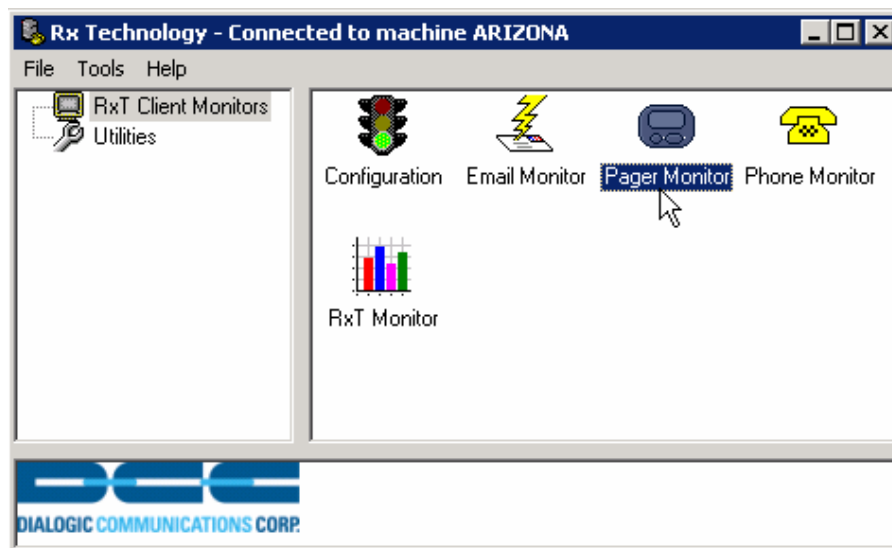 Rx Technology - Connected to machine ARIZONA
File Tools Help
RxT Client Monitors
Utilities
Configuration Email Monitor Pager Monitor Phone Monitor
RxT Monitor
DCC
DIALOGIC COMMUNICATIONS CORP.